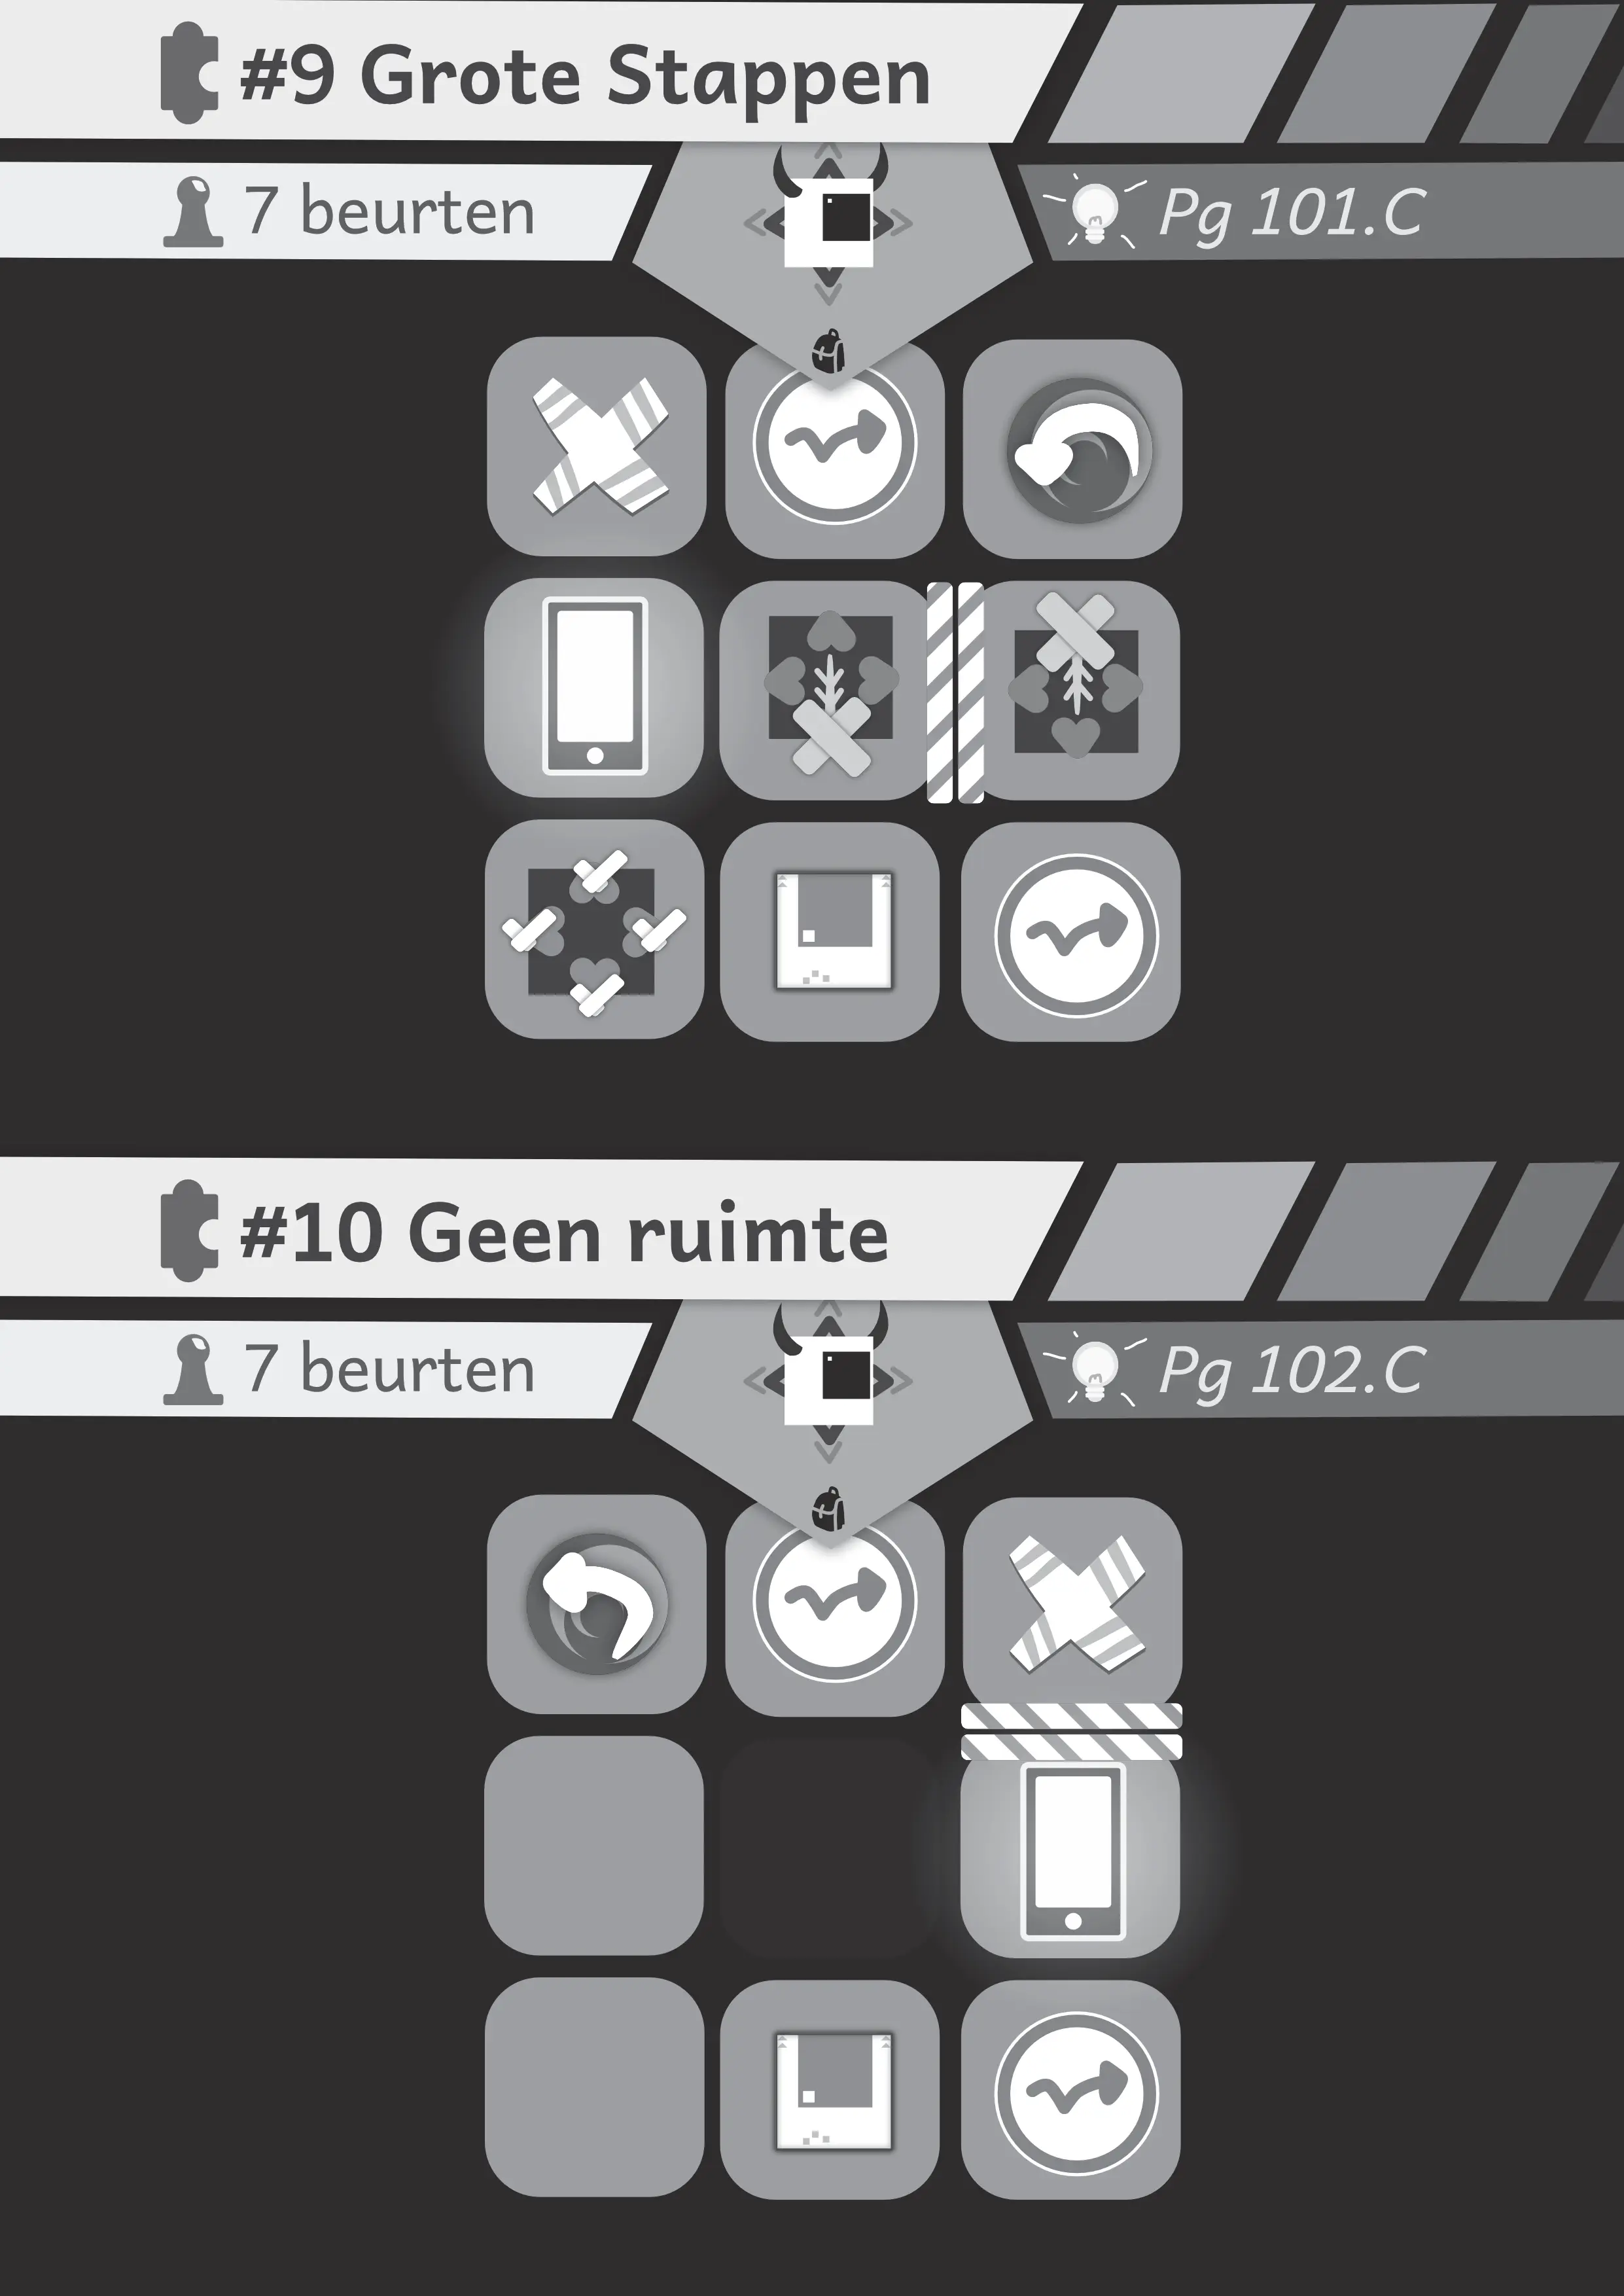 #9 Grote Stappen
7 beurten
Pg 101.C
#10 Geen ruimte
7 beurten
Pg 102.C